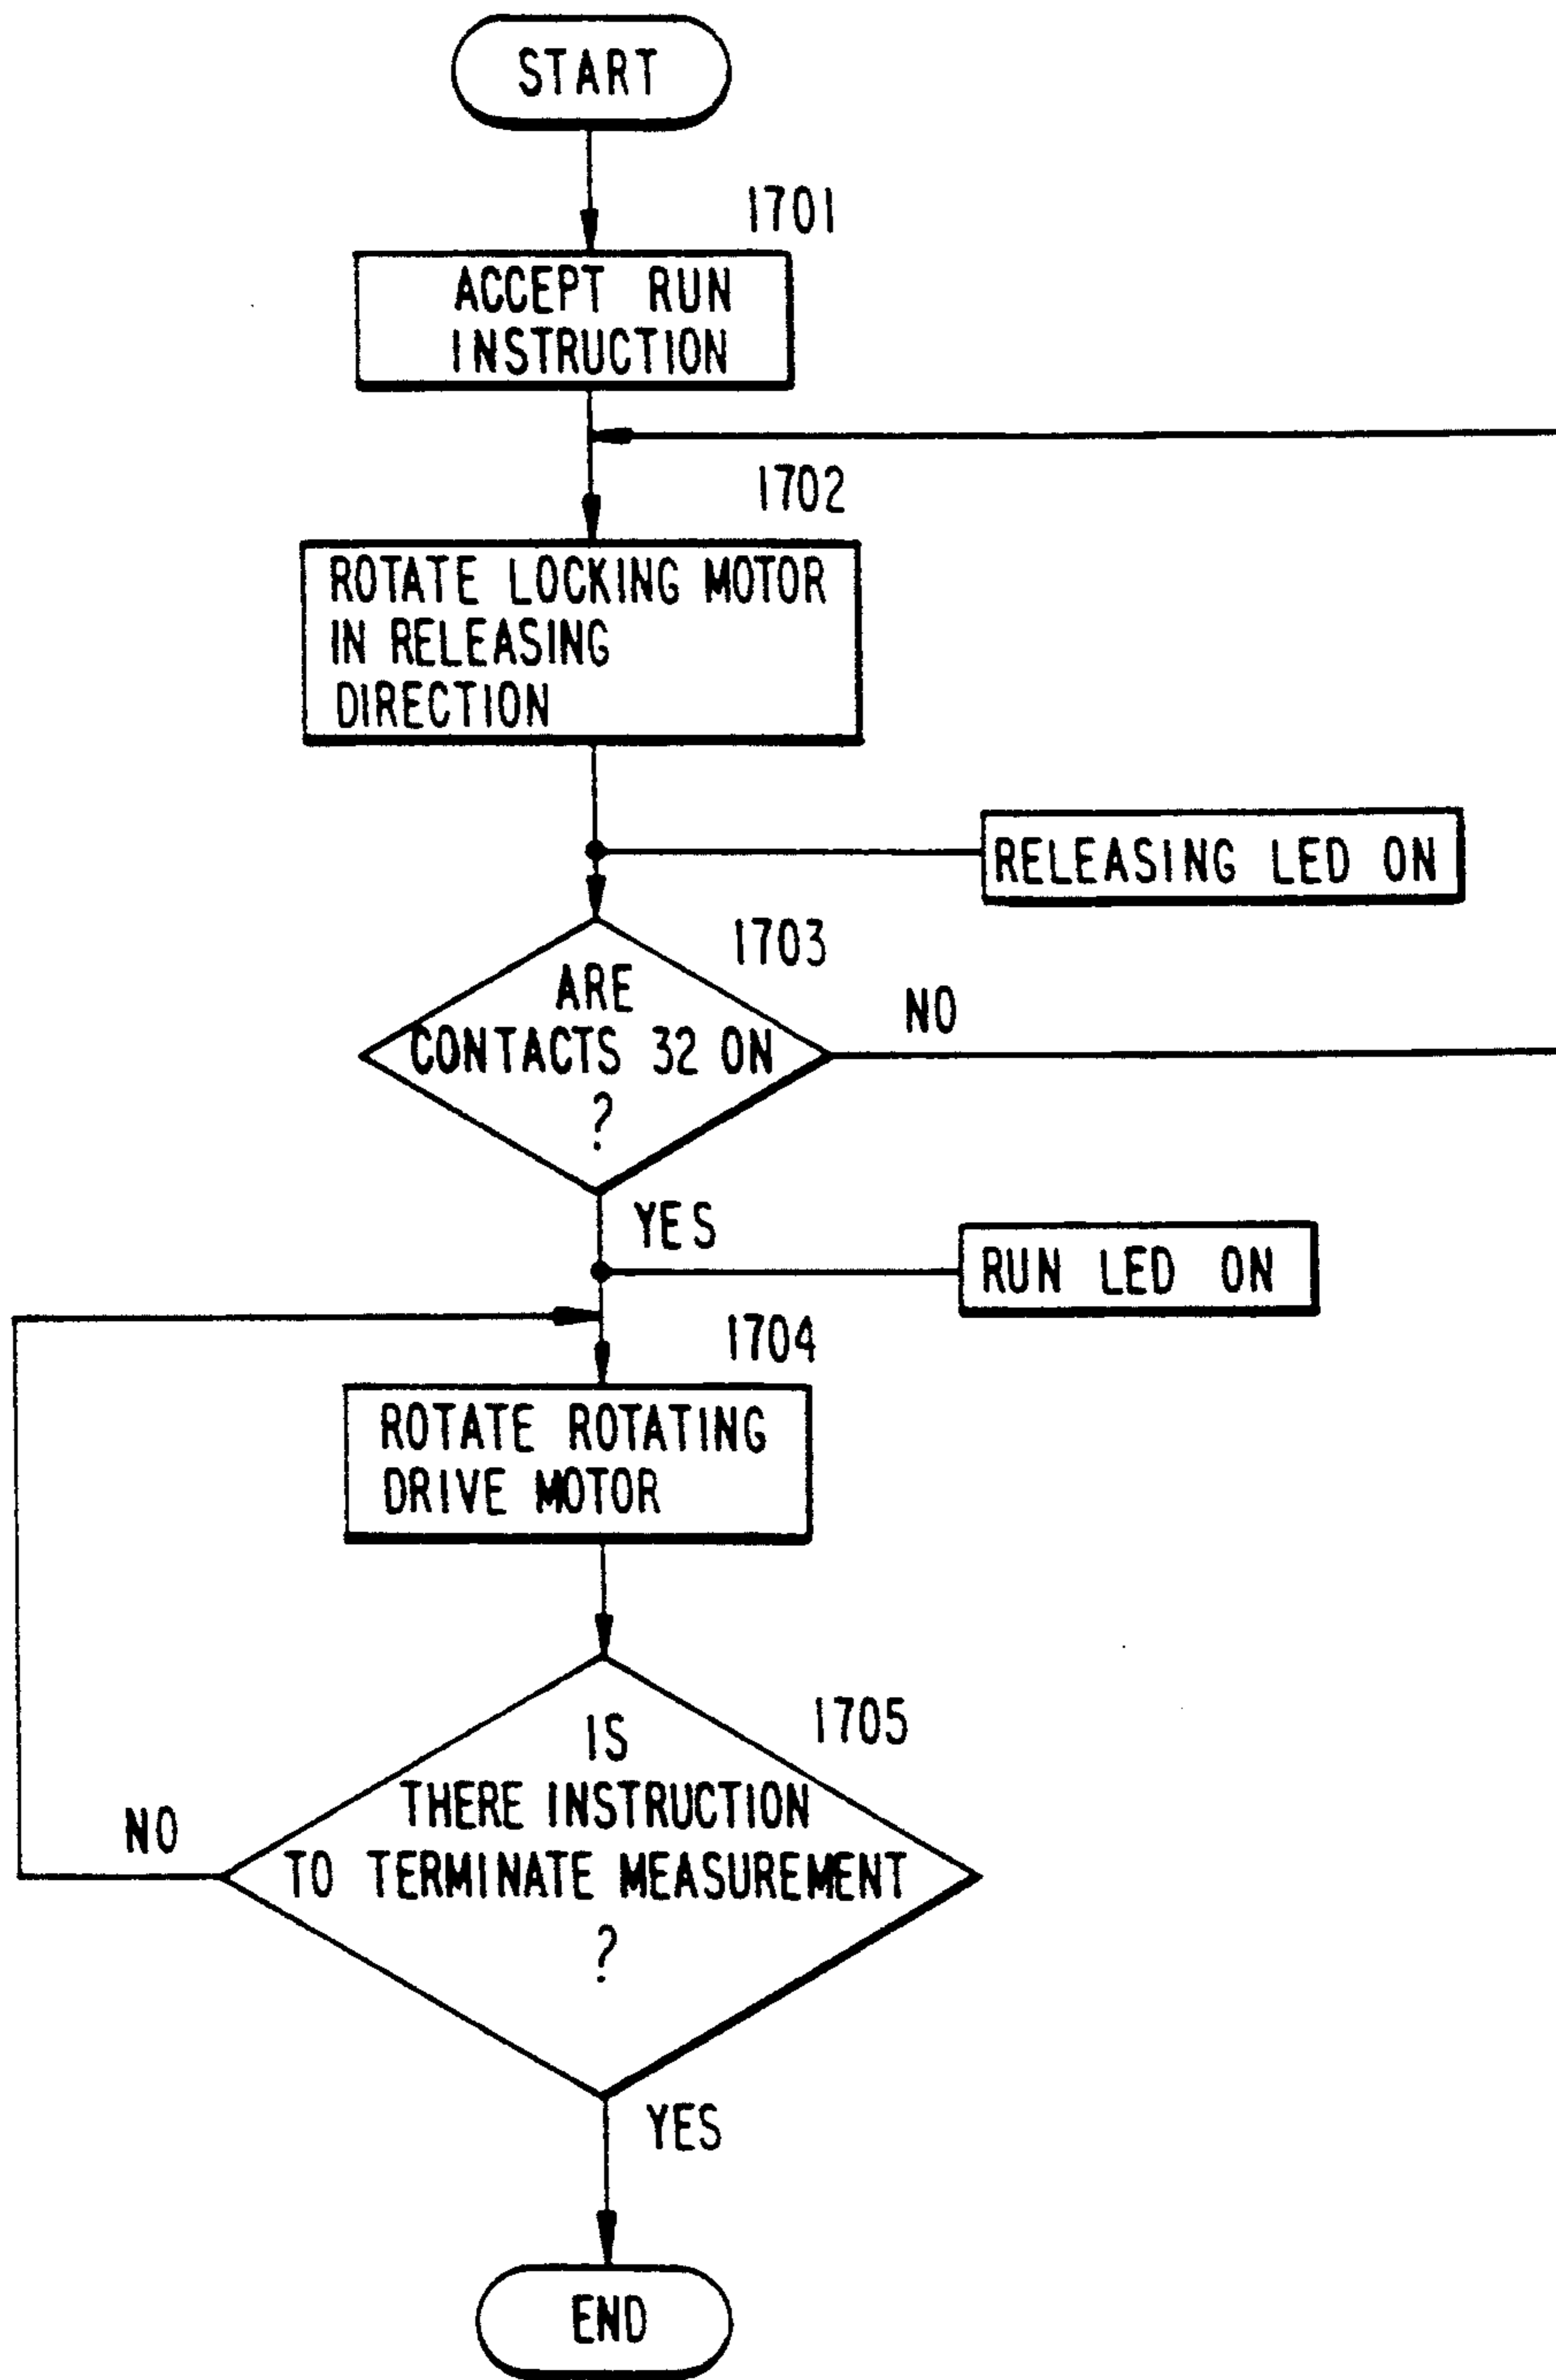 START
1701
ACCEPT RUN
INSTRUCTION
1702
ROTATE LOCKING MOTOR
IN RELEASING
DIRECTION
RELEASING LED ON
1703
ARE
CONTACTS 32 ON
?
NO
YES
RUN LED ON
1704
ROTATE ROTATING
DRIVE MOTOR
1705
IS
THERE INSTRUCTION
TO TERMINATE MEASUREMENT
?
NO
YES
END